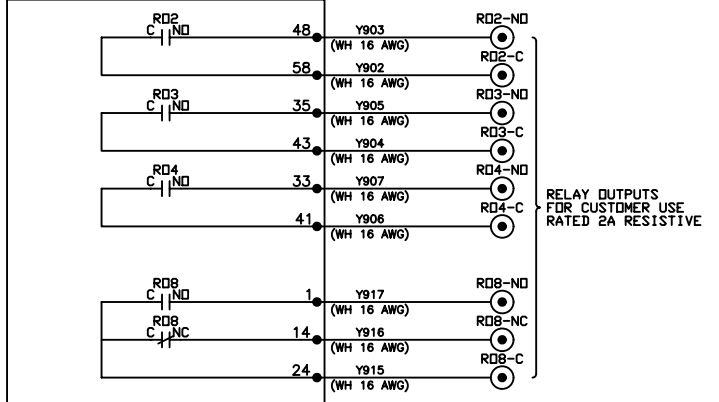 RO2 RO2-NO
C NO 48 Y903
(WH 16 AWG) RO2-C
58 Y902
(WH 16 AWG)
RO3 RO3-NO
C NO 35 Y905
(WH 16 AWG) RO3-C
43 Y904
(WH 16 AWG)
RO4 RO4-NO
C NO 33 Y907
(WH 16 AWG) RO4-C
41 Y906
(WH 16 AWG)
RELAY OUTPUTS
FOR CUSTOMER USE
RATED 2A RESISTIVE
RO8 RO8-NO
C NO 1 Y917
(WH 16 AWG)
RO8 RO8-NC
C NC 14 Y916
(WH 16 AWG) RO8-C
24 Y915
(WH 16 AWG)